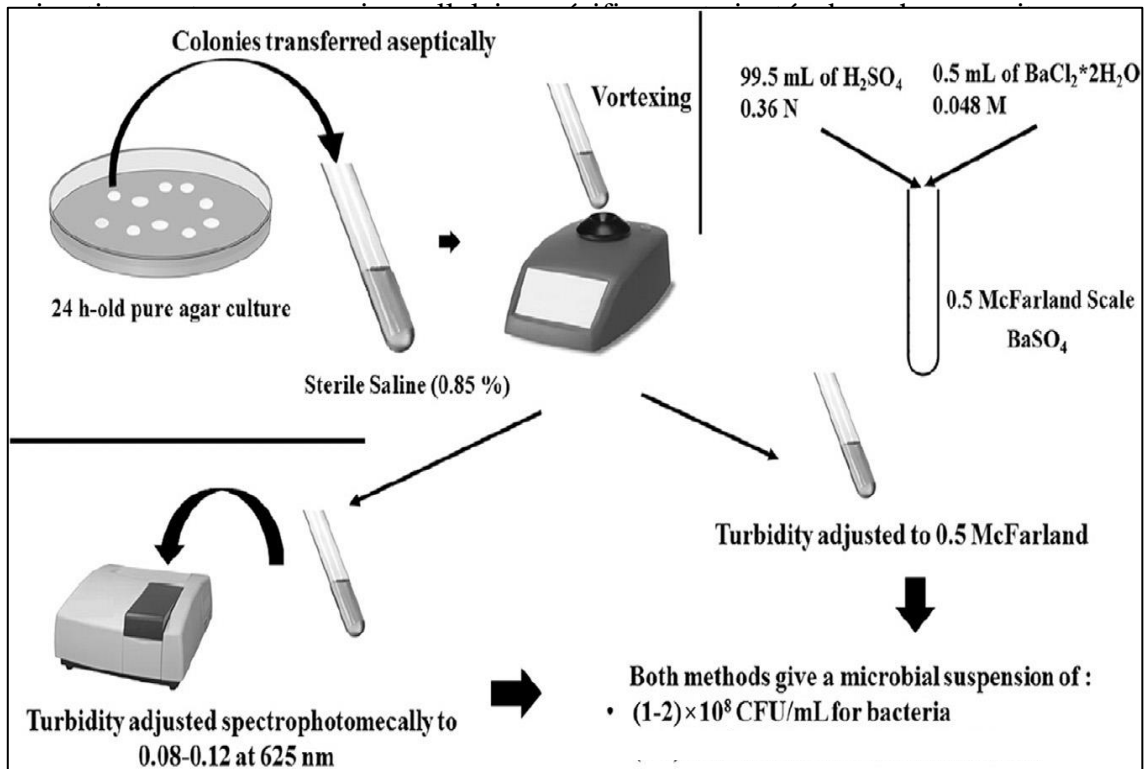 Colonies transferred aseptically
Vortexing
99.5 mL of H₂SO₄
0.36 N
0.5 mL of BaCl₂*2H₂O
0.048 M
24 h-old pure agar culture
Sterile Saline (0.85 %)
0.5 McFarland Scale
BaSO₄
Turbidity adjusted to 0.5 McFarland
Turbidity adjusted spectrophotomecally to
0.08-0.12 at 625 nm
Both methods give a microbial suspension of :
• (1-2)×10⁸ CFU/mL for bacteria